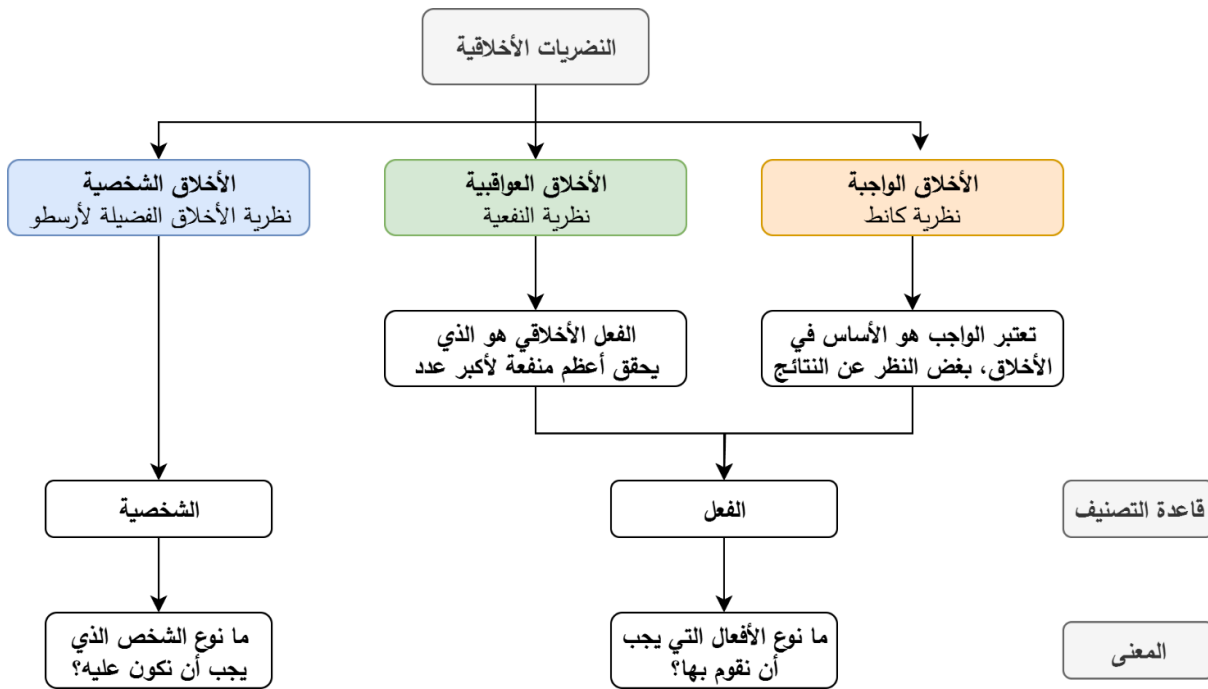 النضريات الأخلاقية
الأخلاق الواجبة
نظرية كانط
الأخلاق العواقبية
نظرية النفعية
الأخلاق الشخصية
نظرية الأخلاق الفضيلة لأرسطو
تعتبر الواجب هو الأساس في
الأخلاق، بغض النظر عن النتائج
الفعل الأخلاقي هو الذي
يحقق أعظم منفعة لأكبر عدد
قاعدة التصنيف
الفعل
الشخصية
المعنى
ما نوع الأفعال التي يجب
أن نقوم بها؟
ما نوع الشخص الذي
يجب أن نكون عليه؟